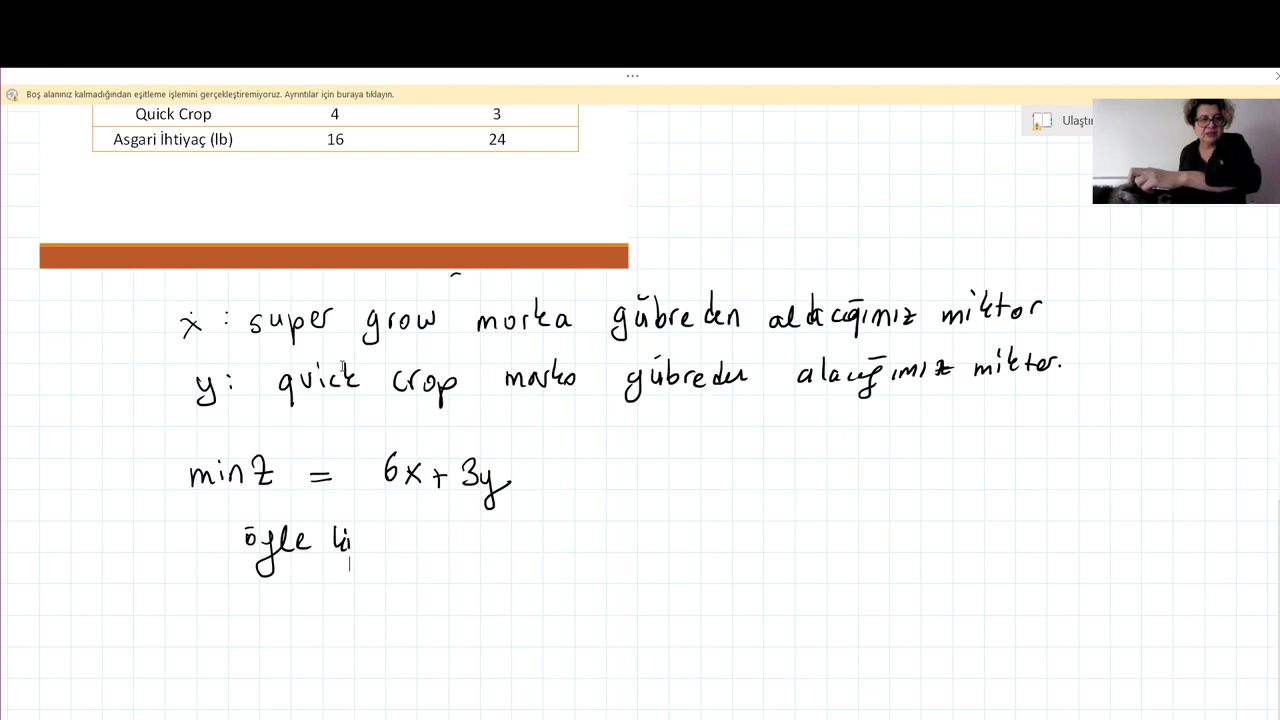 Boş alanınız kalmadığından eşitleme işlemini gerçekleştiremiyoruz. Ayrıntılar için buraya tıklayın.
Quick Crop 4 3
Asgari İhtiyaç (lb) 16 24
Ulaştır
x : super grow marka gübreden alacağımız miktar
y : quick crop marka gübreden alacağımız miktar.
min Z = 6x + 3y
öyle ki